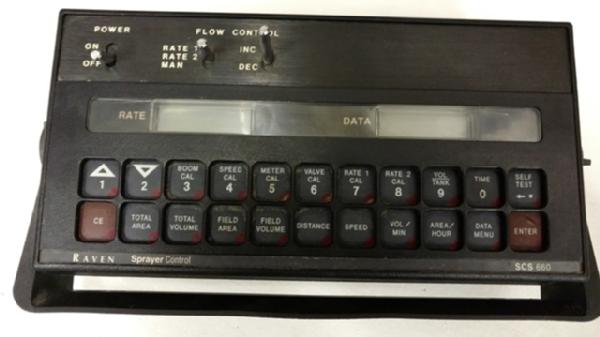 POWER
FLOW CONTROL
ON
OFF
RATE 1
RATE 2
MAN
INC
DEC
RATE
DATA
1
2
BOOM CAL 3
SPEED CAL 4
METER CAL 5
VALVE CAL 6
RATE 1 CAL 7
RATE 2 CAL 8
VOL TANK 9
TIME 0
SELF TEST
CE
TOTAL AREA
TOTAL VOLUME
FIELD AREA
FIELD VOLUME
DISTANCE
SPEED
VOL/ MIN
AREA/ HOUR
DATA MENU
ENTER
RAVEN Sprayer Control
SCS 660